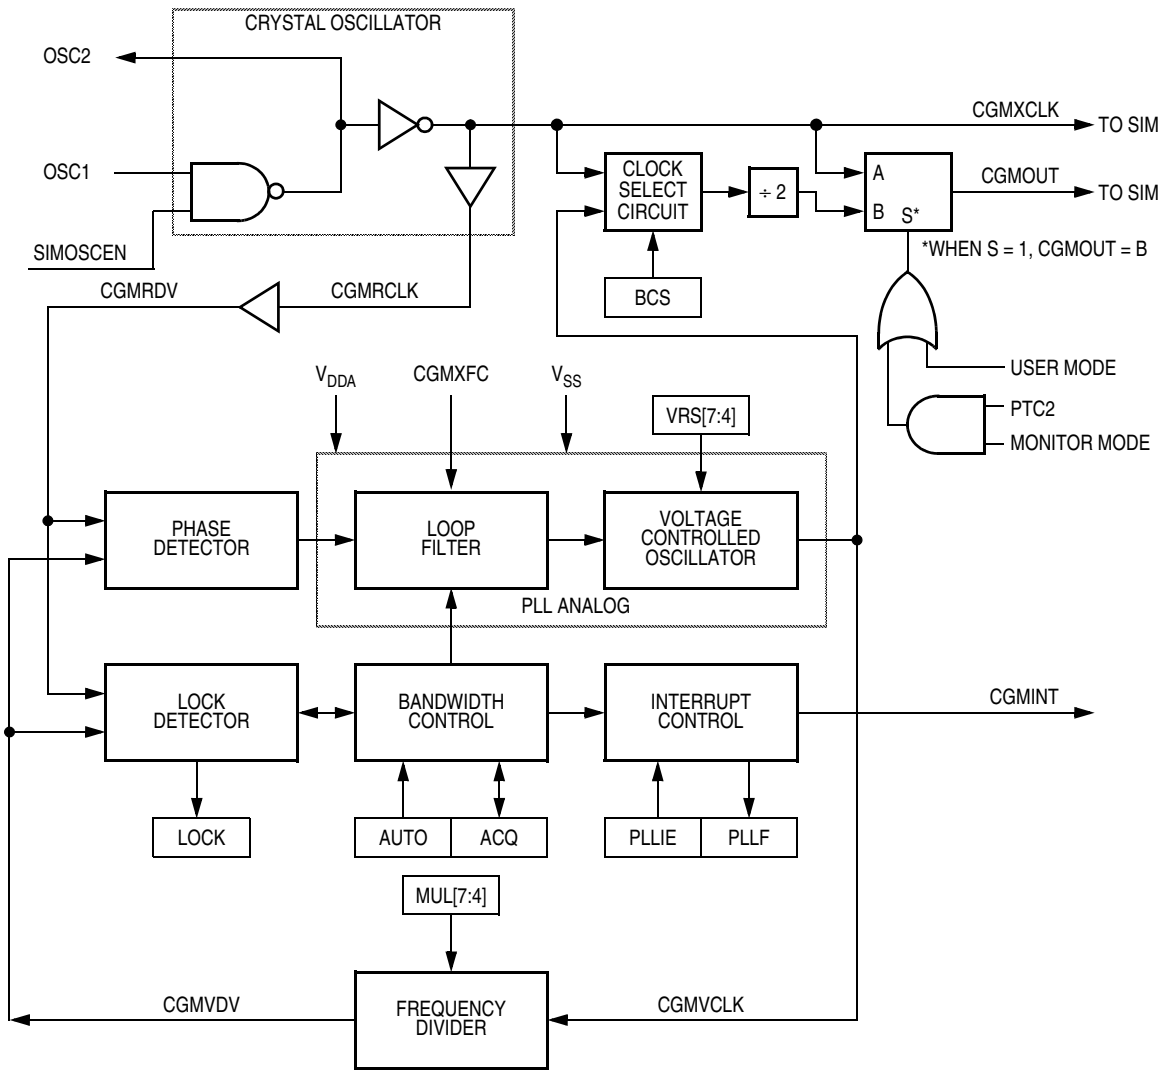 CRYSTAL OSCILLATOR
OSC2
CGMXCLK
TO SIM
OSC1
CLOCK
SELECT
CIRCUIT
÷ 2
A
B
S*
CGMOUT
TO SIM
SIMOSCEN
*WHEN S = 1, CGMOUT = B
CGMRDV
CGMRCLK
BCS
VDDA
CGMXFC
VSS
USER MODE
VRS[7:4]
PTC2
MONITOR MODE
PHASE
DETECTOR
LOOP
FILTER
VOLTAGE
CONTROLLED
OSCILLATOR
PLL ANALOG
LOCK
DETECTOR
BANDWIDTH
CONTROL
INTERRUPT
CONTROL
CGMINT
LOCK
AUTO
ACQ
PLLIE
PLLF
MUL[7:4]
CGMVDV
FREQUENCY
DIVIDER
CGMVCLK